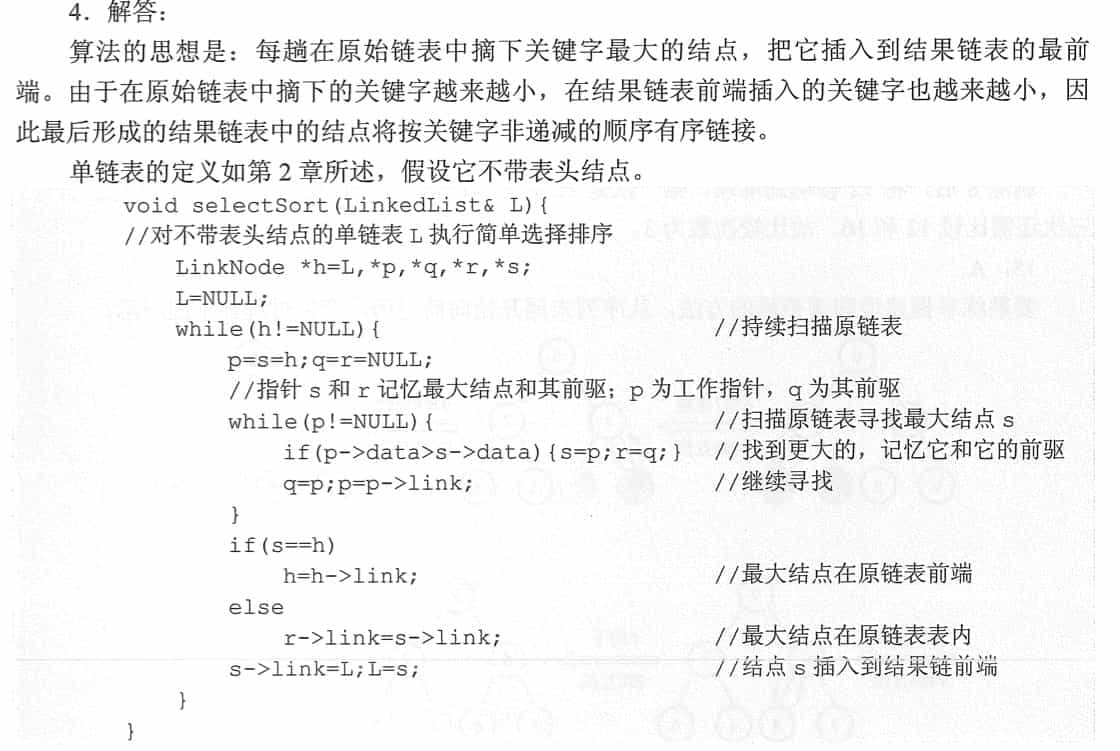 4．解答：
算法的思想是：每趟在原始链表中摘下关键字最大的结点，把它插入到结果链表的最前
端。由于在原始链表中摘下的关键字越来越小，在结果链表前端插入的关键字也越来越小，因
此最后形成的结果链表中的结点将按关键字非递减的顺序有序链接。
单链表的定义如第 2 章所述，假设它不带表头结点。
void selectSort(LinkedList& L){
//对不带表头结点的单链表 L 执行简单选择排序
LinkNode *h=L,*p,*q,*r,*s;
L=NULL;
while(h!=NULL){ //持续扫描原链表
p=s=h;q=r=NULL;
//指针 s 和 r 记忆最大结点和其前驱；p 为工作指针，q 为其前驱
while(p!=NULL){ //扫描原链表寻找最大结点 s
if(p->data>s->data){s=p;r=q;} //找到更大的，记忆它和它的前驱
q=p;p=p->link; //继续寻找
}
if(s==h)
h=h->link; //最大结点在原链表前端
else
r->link=s->link; //最大结点在原链表表内
s->link=L;L=s; //结点 s 插入到结果链前端
}
}